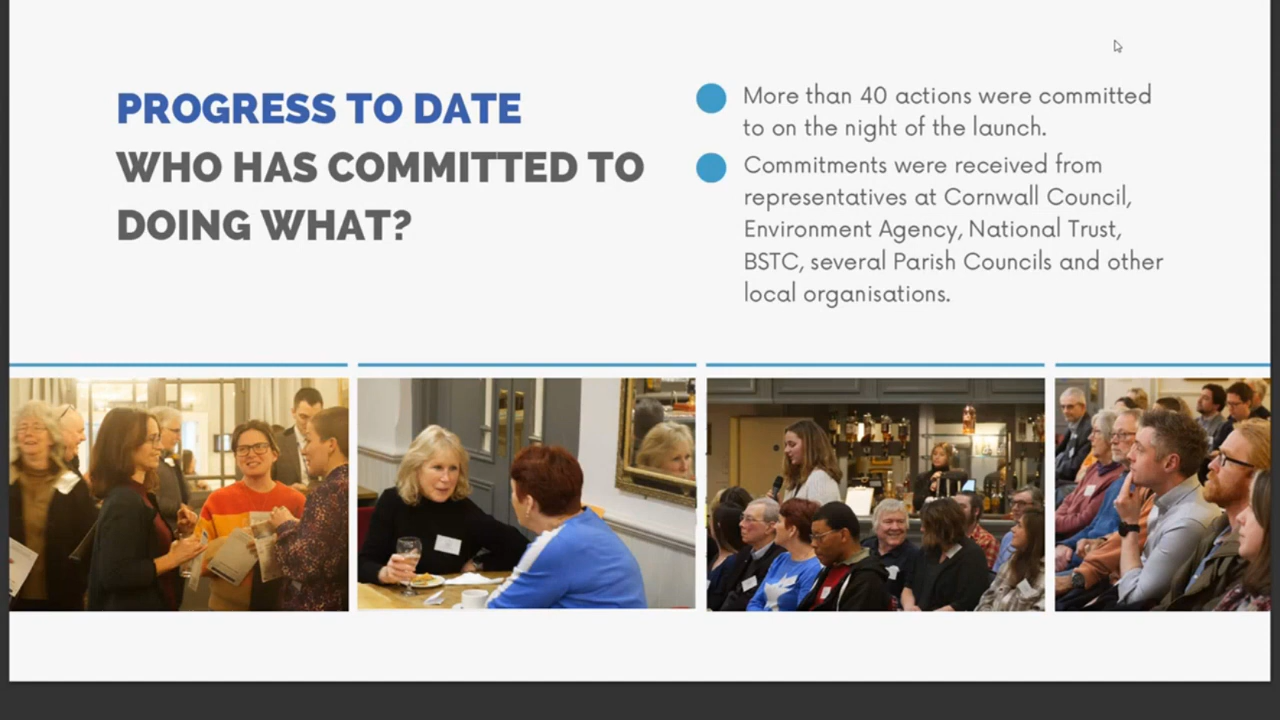 PROGRESS TO DATE
WHO HAS COMMITTED TO
DOING WHAT?
More than 40 actions were committed
to on the night of the launch.
Commitments were received from
representatives at Cornwall Council,
Environment Agency, National Trust,
BSTC, several Parish Councils and other
local organisations.